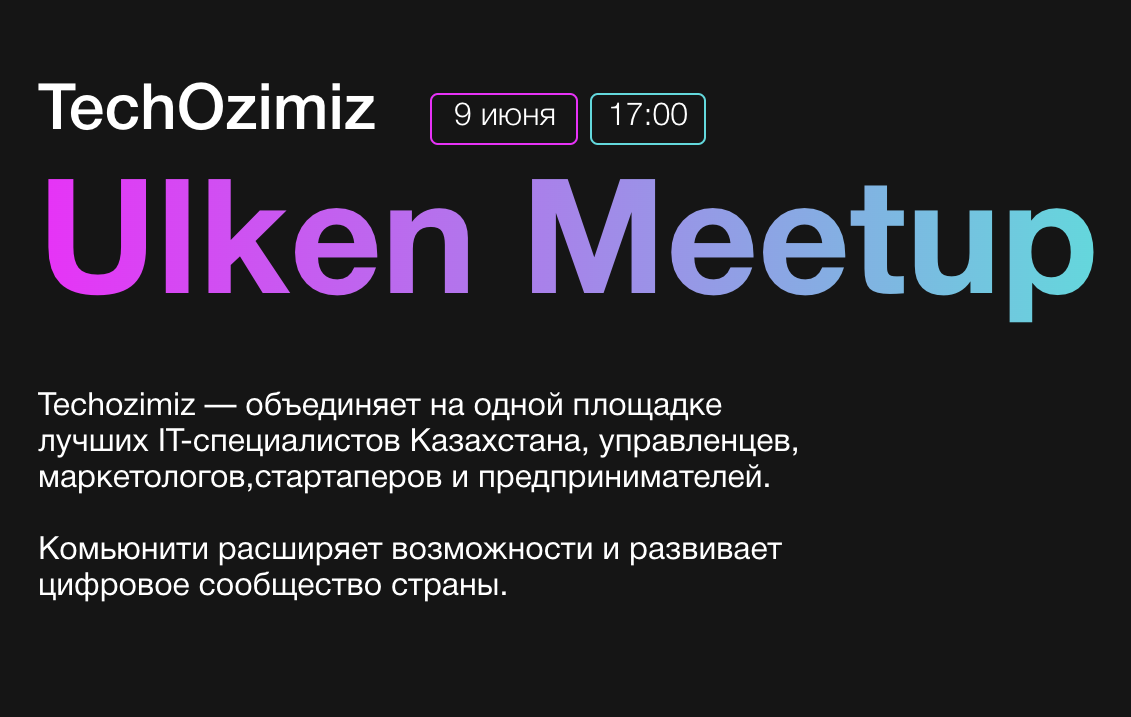 TechOzimiz
9 июня
17:00
Ulken Meetup
Techozimiz — объединяет на одной площадке
лучших IT-специалистов Казахстана, управленцев,
маркетологов,стартаперов и предпринимателей.
Комьюнити расширяет возможности и развивает
цифровое сообщество страны.